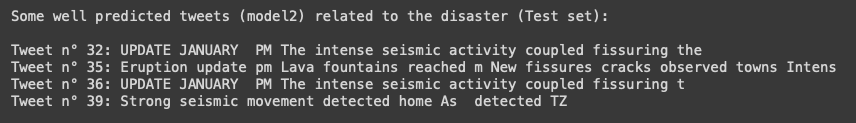 Some well predicted tweets (model2) related to the disaster (Test set):
Tweet n° 32: UPDATE JANUARY  PM The intense seismic activity coupled fissuring the
Tweet n° 35: Eruption update pm Lava fountains reached m New fissures cracks observed towns Intens
Tweet n° 36: UPDATE JANUARY  PM The intense seismic activity coupled fissuring t
Tweet n° 39: Strong seismic movement detected home As  detected TZ